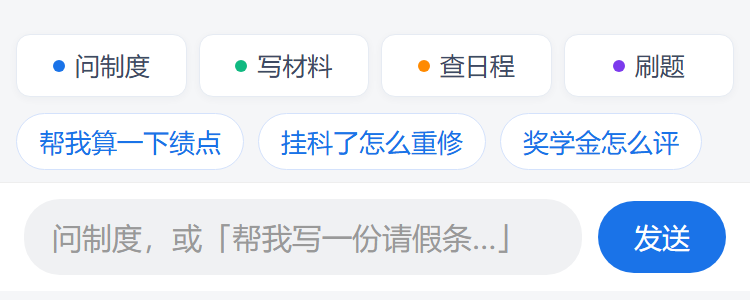 问制度 写材料 查日程 刷题
帮我算一下绩点 挂科了怎么重修 奖学金怎么评
问制度，或「帮我写一份请假条…」 发送